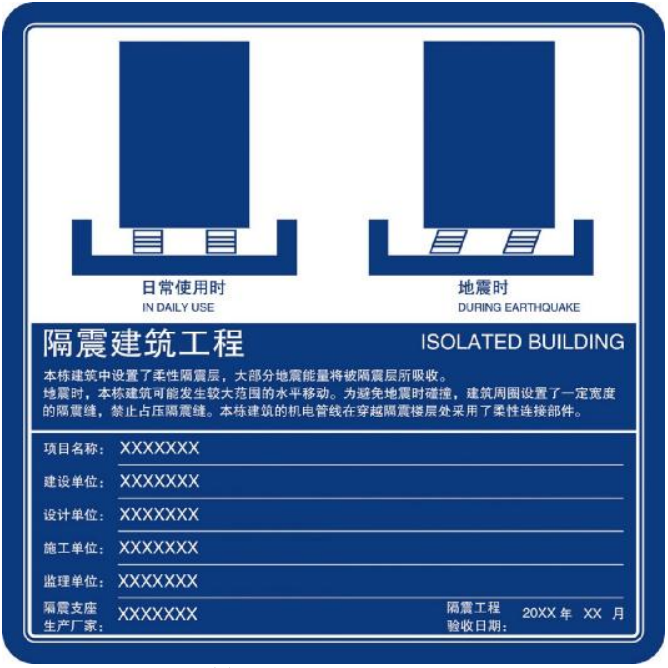 日常使用时 地震时
IN DAILY USE DURING EARTHQUAKE
隔震建筑工程 ISOLATED BUILDING
本栋建筑中设置了柔性隔震层，大部分地震能量将被隔震层所吸收。
地震时，本栋建筑可能发生较大范围的水平移动。为避免地震时碰撞，建筑周围设置了一定宽度
的隔震缝，禁止占压隔震缝。本栋建筑的机电管线在穿越隔震楼层处采用了柔性连接部件。
项目名称：XXXXXXX
建设单位：XXXXXXX
设计单位：XXXXXXX
施工单位：XXXXXXX
监理单位：XXXXXXX
隔震支座
生产厂家：XXXXXXX
隔震工程
验收日期：20XX 年 XX 月